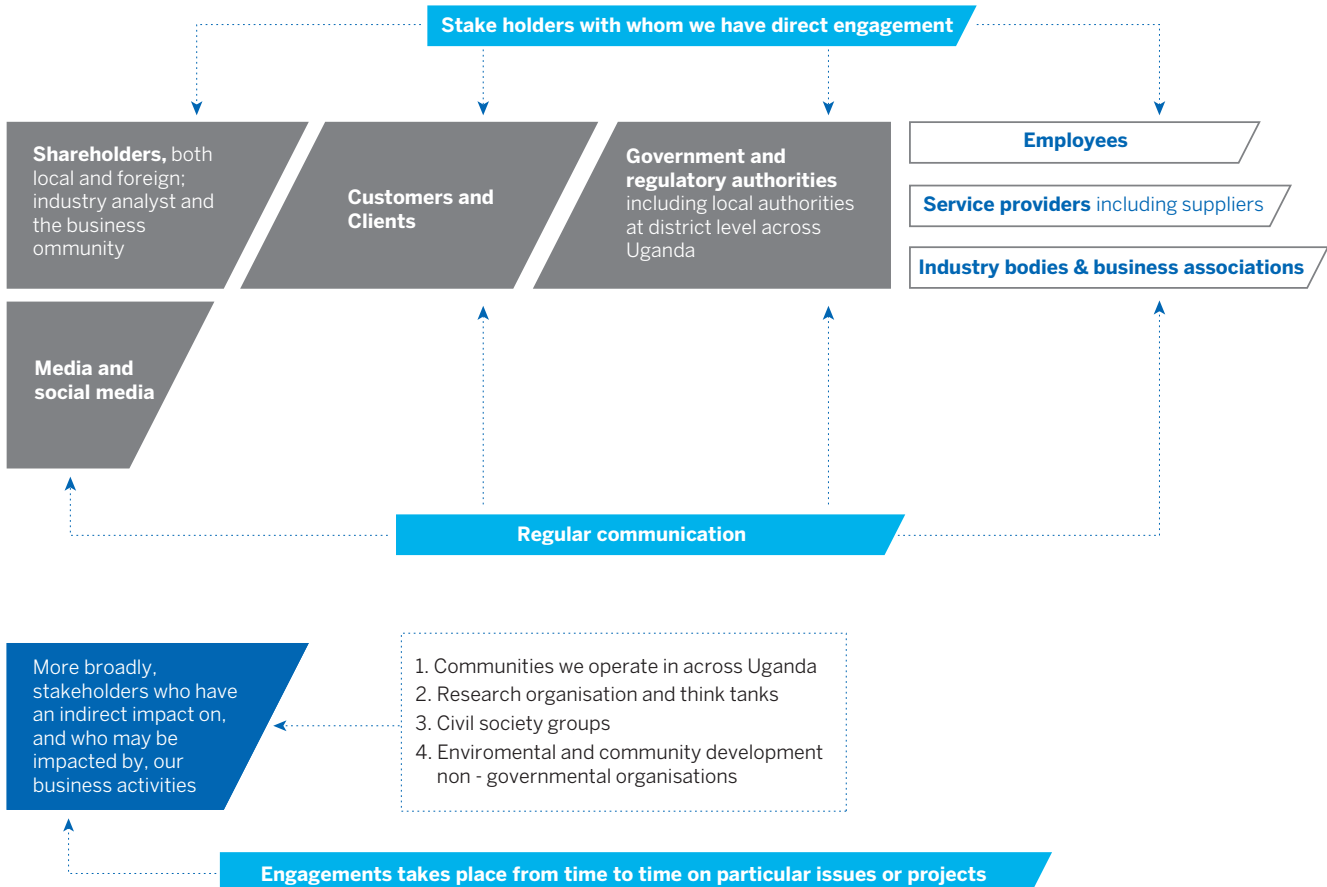 Stake holders with whom we have direct engagement
Shareholders, both
local and foreign;
industry analyst and
the business
ommunity
Customers and
Clients
Government and
regulatory authorities
including local authorities
at district level across
Uganda
Employees
Service providers including suppliers
Industry bodies & business associations
Media and
social media
Regular communication
More broadly,
stakeholders who have
an indirect impact on,
and who may be
impacted by, our
business activities
1. Communities we operate in across Uganda
2. Research organisation and think tanks
3. Civil society groups
4. Enviromental and community development
non - governmental organisations
Engagements takes place from time to time on particular issues or projects